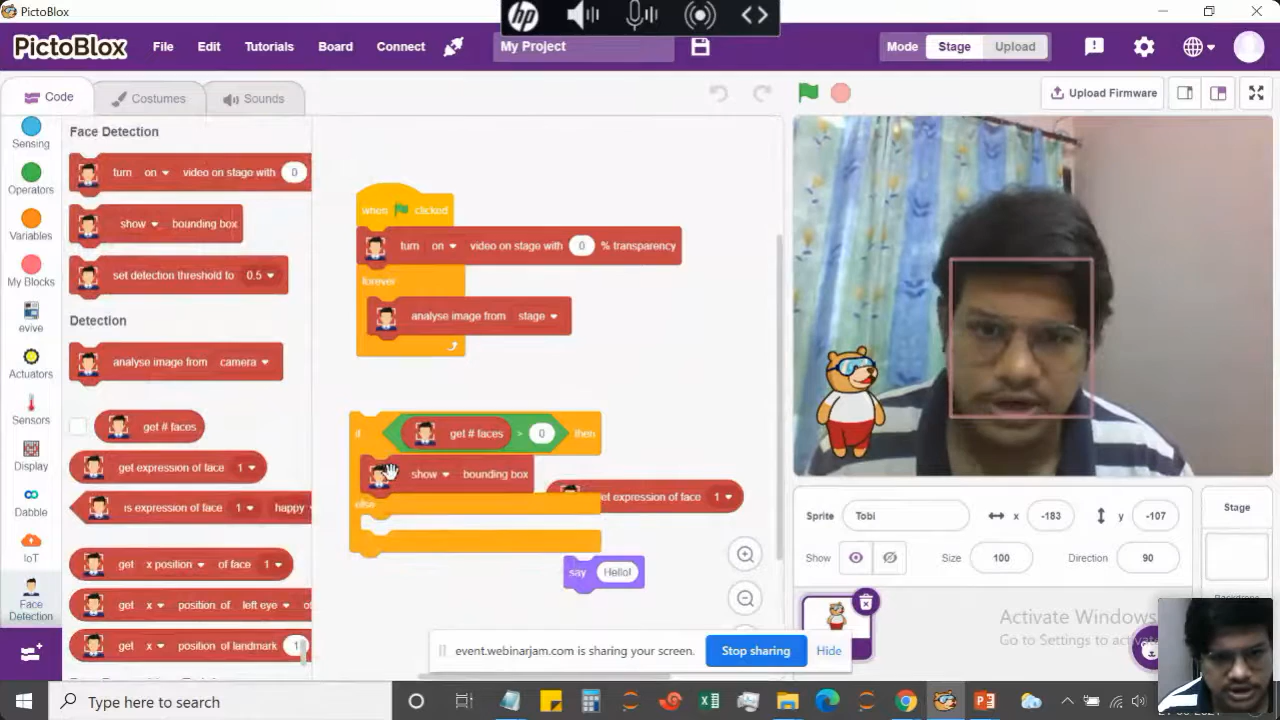 PictoBlox
File
Edit
Tutorials
Board
Connect
My Project
Mode
Stage
Upload
Code
Costumes
Sounds
Upload Firmware
Sensing
Operators
Variables
My Blocks
evive
Actuators
Sensors
Display
Dabble
IoT
Face
Detection
Face Detection
turn on video on stage with 0
show bounding box
set detection threshold to 0.5
Detection
analyse image from camera
get # faces
get expression of face 1
is expression of face 1 happy
get x position of face 1
get x position of left eye of
get x position of landmark 1
when clicked
turn on video on stage with 0 % transparency
forever
analyse image from stage
if get # faces > 0 then
show bounding box
else
expression of face 1
say Hello!
Sprite Tobi x -183 y -107
Show Size 100 Direction 90
Stage
Activate Windows
Go to Settings to
event.webinarjam.com is sharing your screen.
Stop sharing
Hide
Type here to search